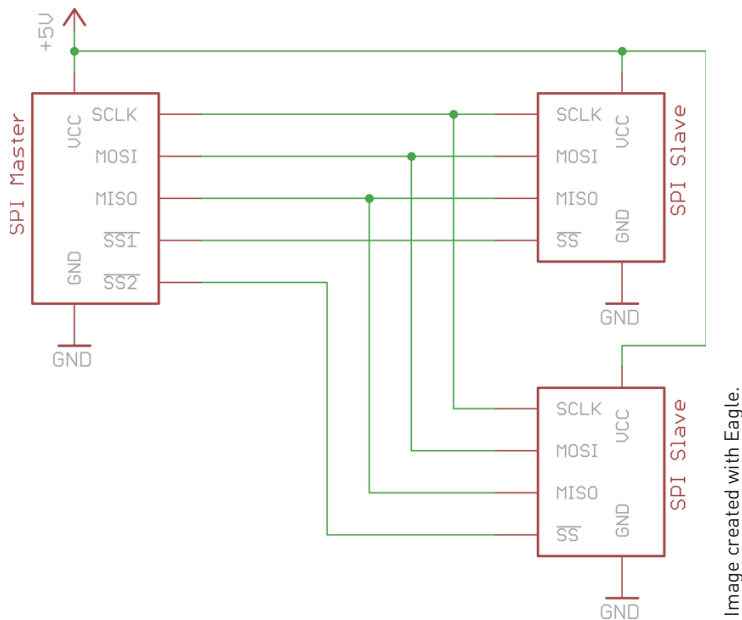 +5V
SPI Master
VCC
GND
SCLK
MOSI
MISO
SS1
SS2
GND
SCLK
MOSI
MISO
SS
VCC
GND
SPI Slave
GND
SCLK
MOSI
MISO
SS
VCC
GND
SPI Slave
GND
Image created with Eagle.